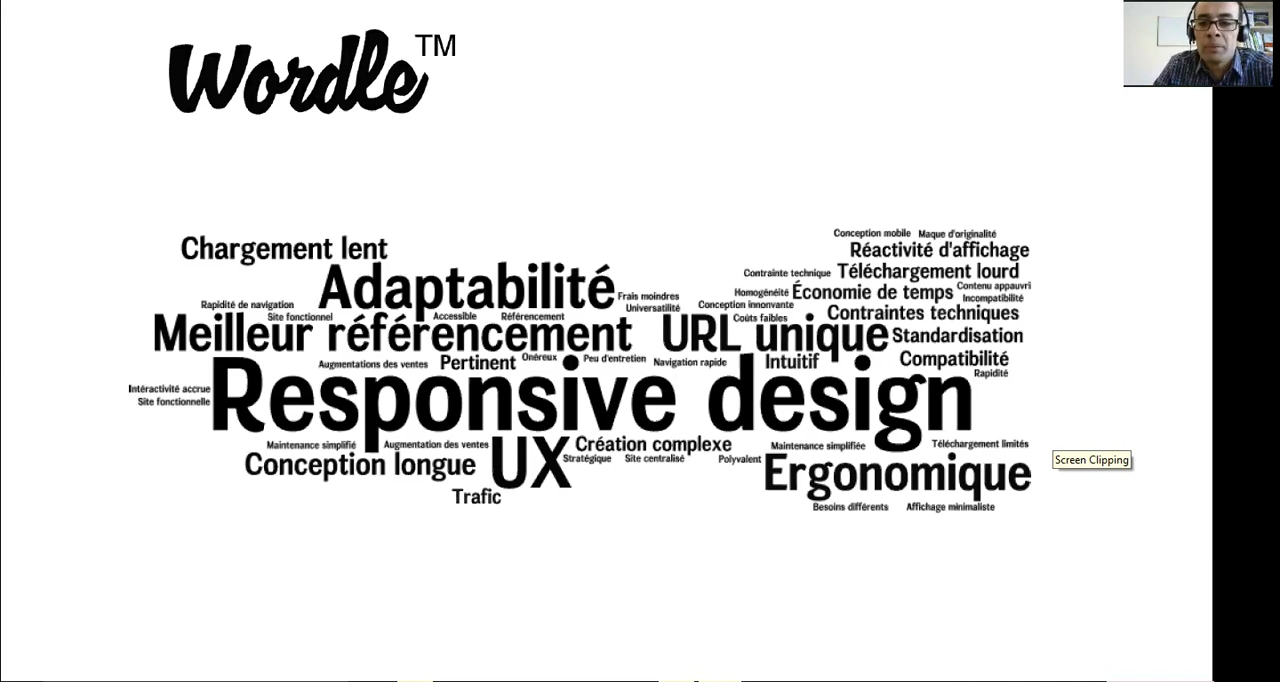 Wordle™
Conception mobile Maque d'originalité
Chargement lent Réactivité d'affichage
Contrainte technique Téléchargement lourd
Adaptabilité Frais moindres Homogénéité Économie de temps Contenu appauvri
Incompatibilité
Rapidité de navigation Universatilité Conception innonvante
Site fonctionnel Accessible Référencement Coûts faibles Contraintes techniques
Meilleur référencement URL unique Standardisation
Augmentations des ventes Pertinent Onéreux Peu d'entretien Navigation rapide Intuitif Compatibilité
Rapidité
Intéractivité accrue
Site fonctionnelle
Responsive design
Maintenance simplifié Augmentation des ventes Création complexe Maintenance simplifiée Téléchargement limités
Conception longue UX Stratégique Site centralisé Polyvalent Ergonomique
Screen Clipping
Trafic
Besoins différents Affichage minimaliste